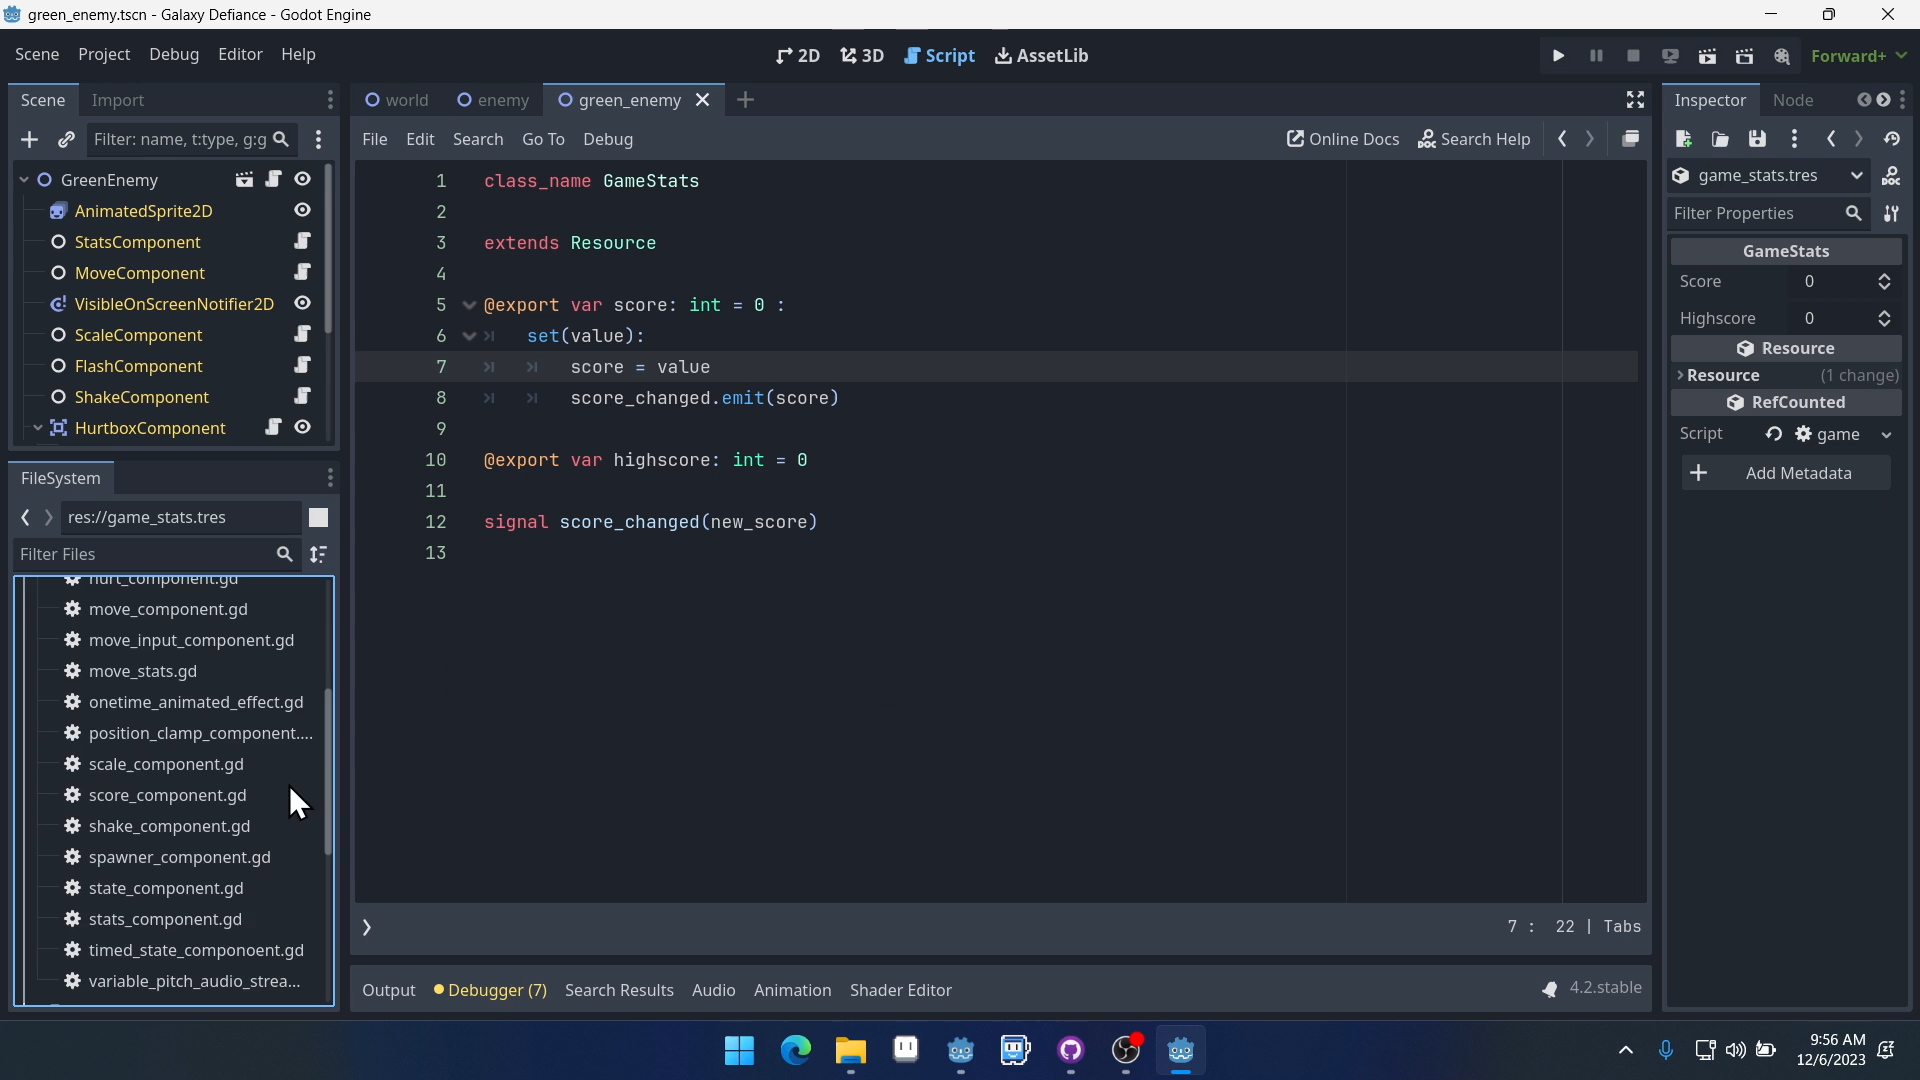 green_enemy.tscn - Galaxy Defiance - Godot Engine
Scene Project Debug Editor Help
2D 3D Script AssetLib
Forward+
Scene Import
world enemy green_enemy
Inspector Node
Filter: name, t:type, g:g
File Edit Search Go To Debug
Online Docs Search Help
game_stats.tres
Filter Properties
GreenEnemy
AnimatedSprite2D
StatsComponent
MoveComponent
VisibleOnScreenNotifier2D
ScaleComponent
FlashComponent
ShakeComponent
HurtboxComponent
1 class_name GameStats
2
3 extends Resource
4
5 @export var score: int = 0 :
6 set(value):
7 score = value
8 score_changed.emit(score)
9
10 @export var highscore: int = 0
11
12 signal score_changed(new_score)
13
GameStats
Score 0
Highscore 0
Resource
Resource (1 change)
RefCounted
Script game
Add Metadata
FileSystem
res://game_stats.tres
Filter Files
hurt_component.gd
move_component.gd
move_input_component.gd
move_stats.gd
onetime_animated_effect.gd
position_clamp_component....
scale_component.gd
score_component.gd
shake_component.gd
spawner_component.gd
state_component.gd
stats_component.gd
timed_state_componoent.gd
variable_pitch_audio_strea...
7 : 22 | Tabs
Output Debugger (7) Search Results Audio Animation Shader Editor
4.2.stable
9:56 AM
12/6/2023